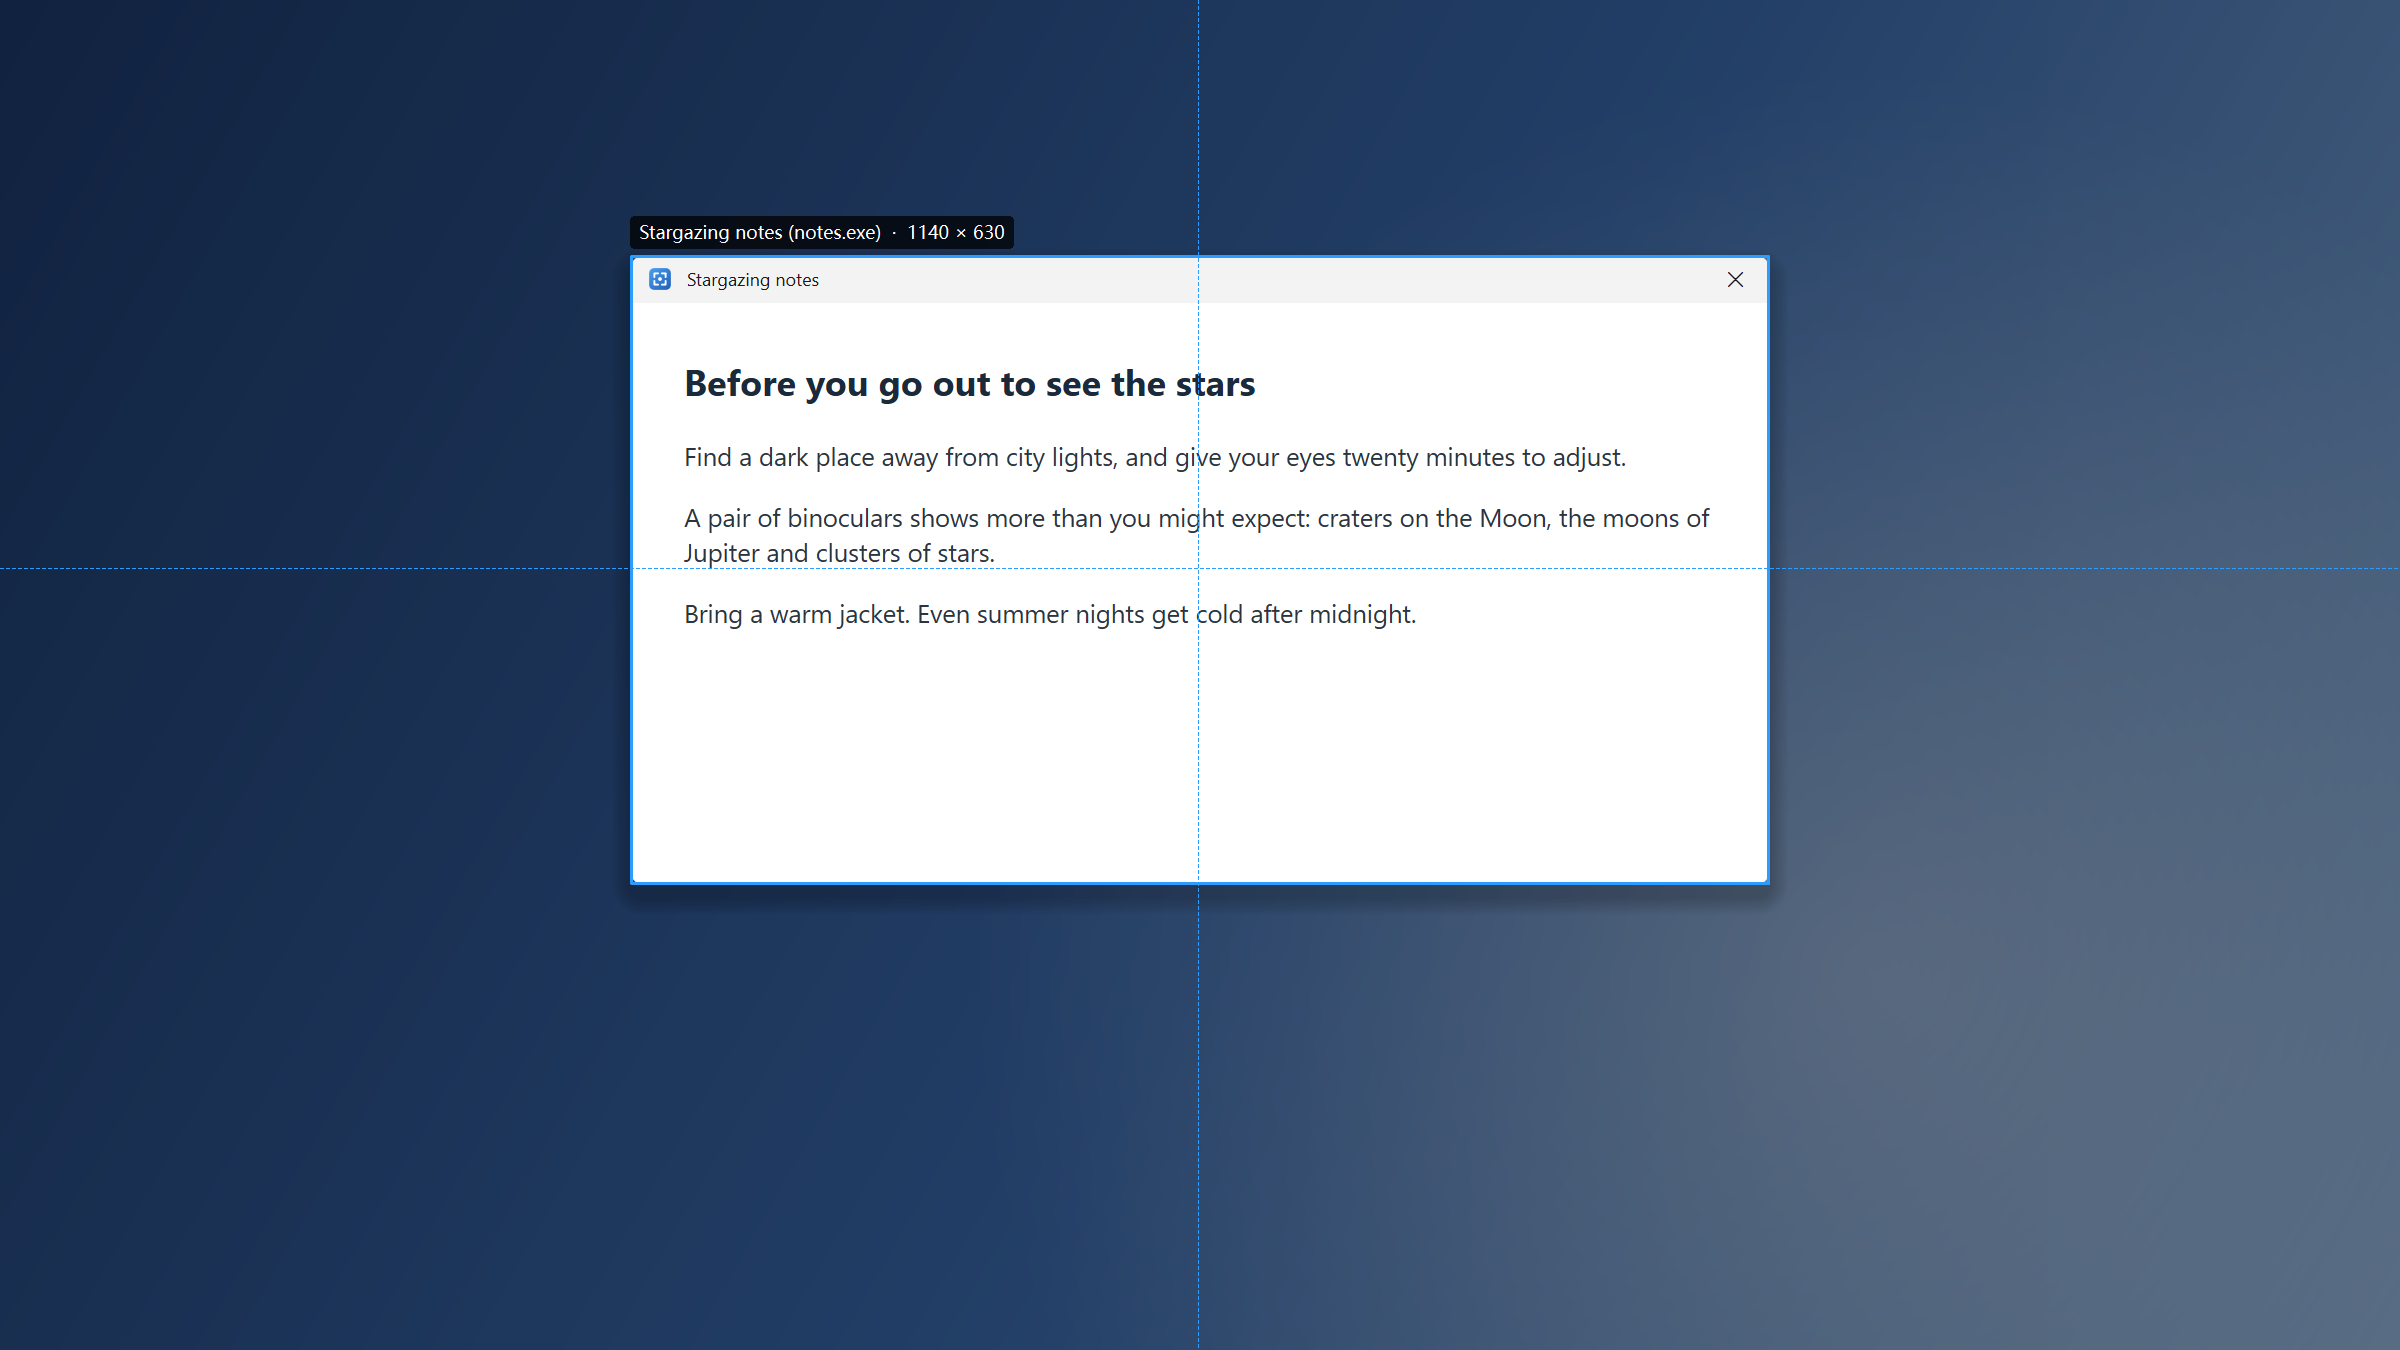 Stargazing notes (notes.exe) · 1140 × 630
Stargazing notes
Before you go out to see the stars
Find a dark place away from city lights, and give your eyes twenty minutes to adjust.
A pair of binoculars shows more than you might expect: craters on the Moon, the moons of
Jupiter and clusters of stars.
Bring a warm jacket. Even summer nights get cold after midnight.